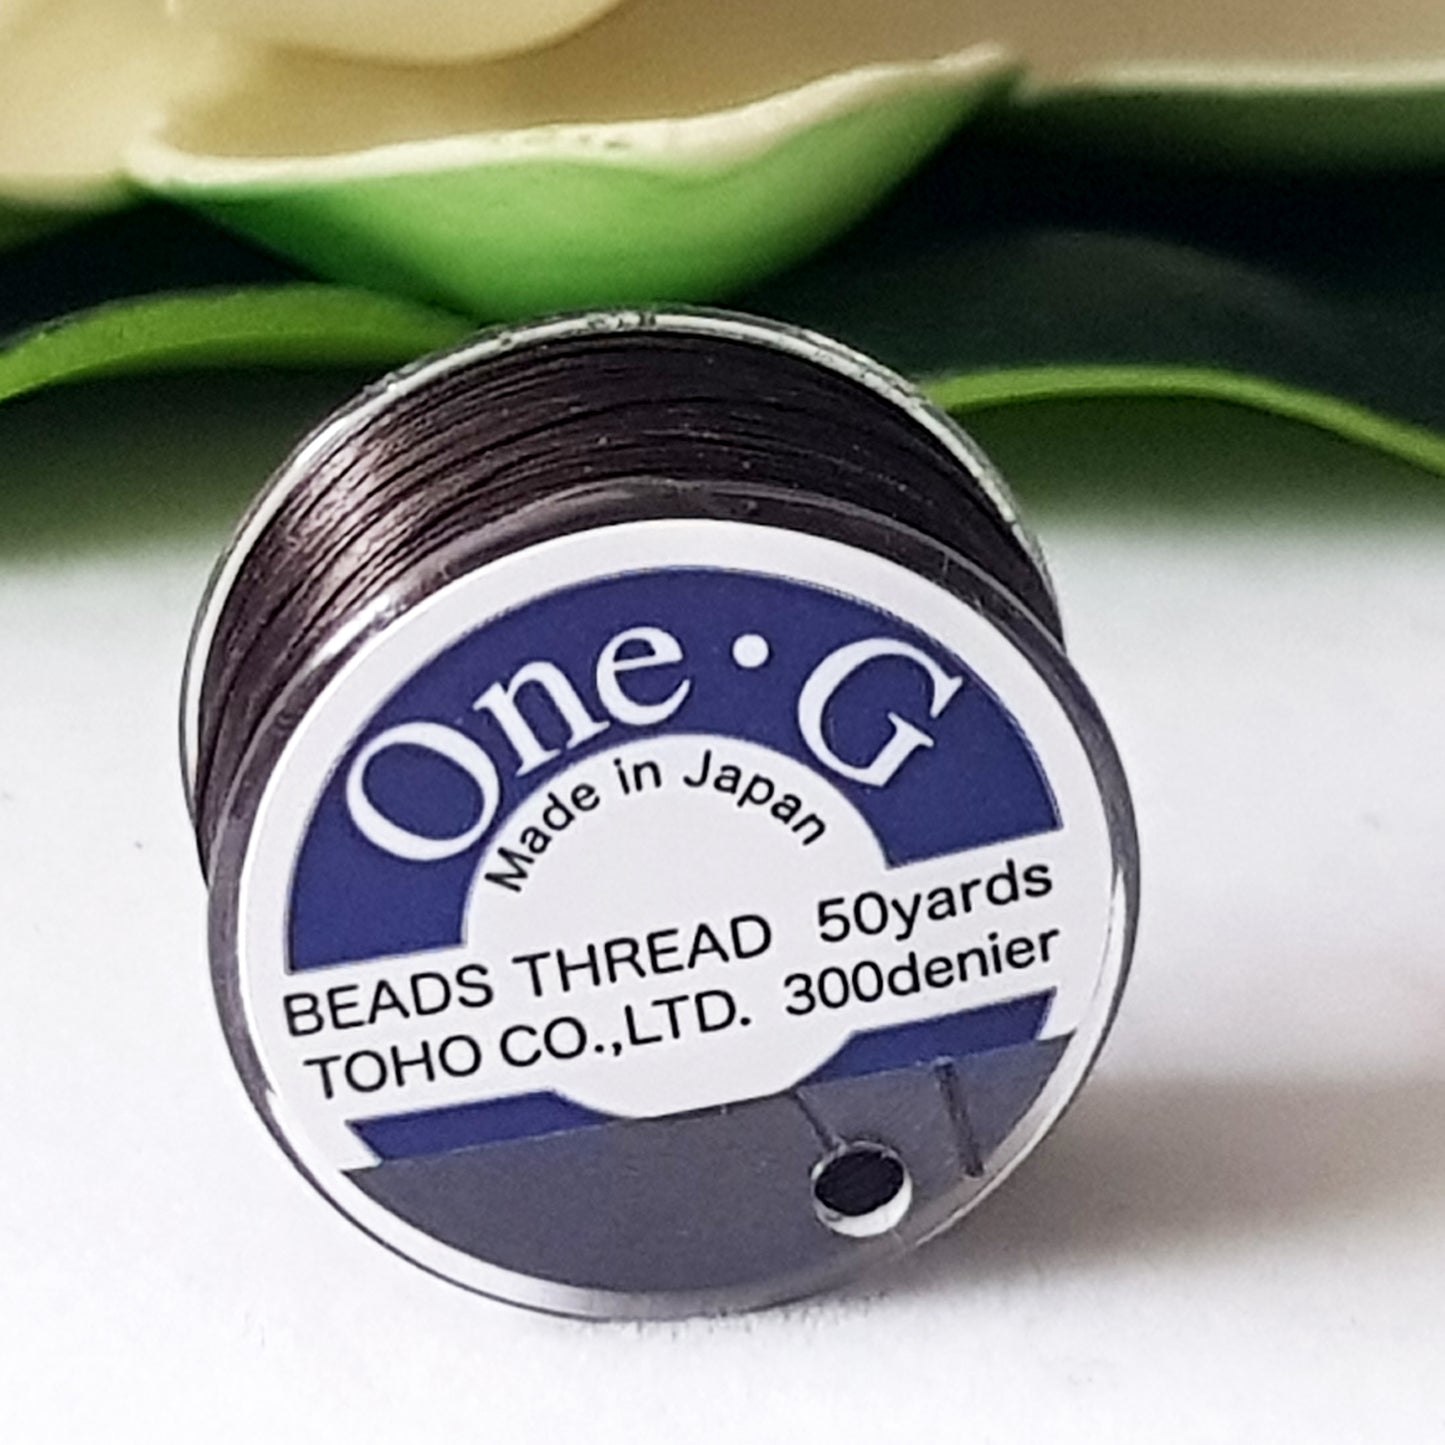 One·G
Made in Japan
BEADS THREAD 50yards
TOHO CO.,LTD. 300denier